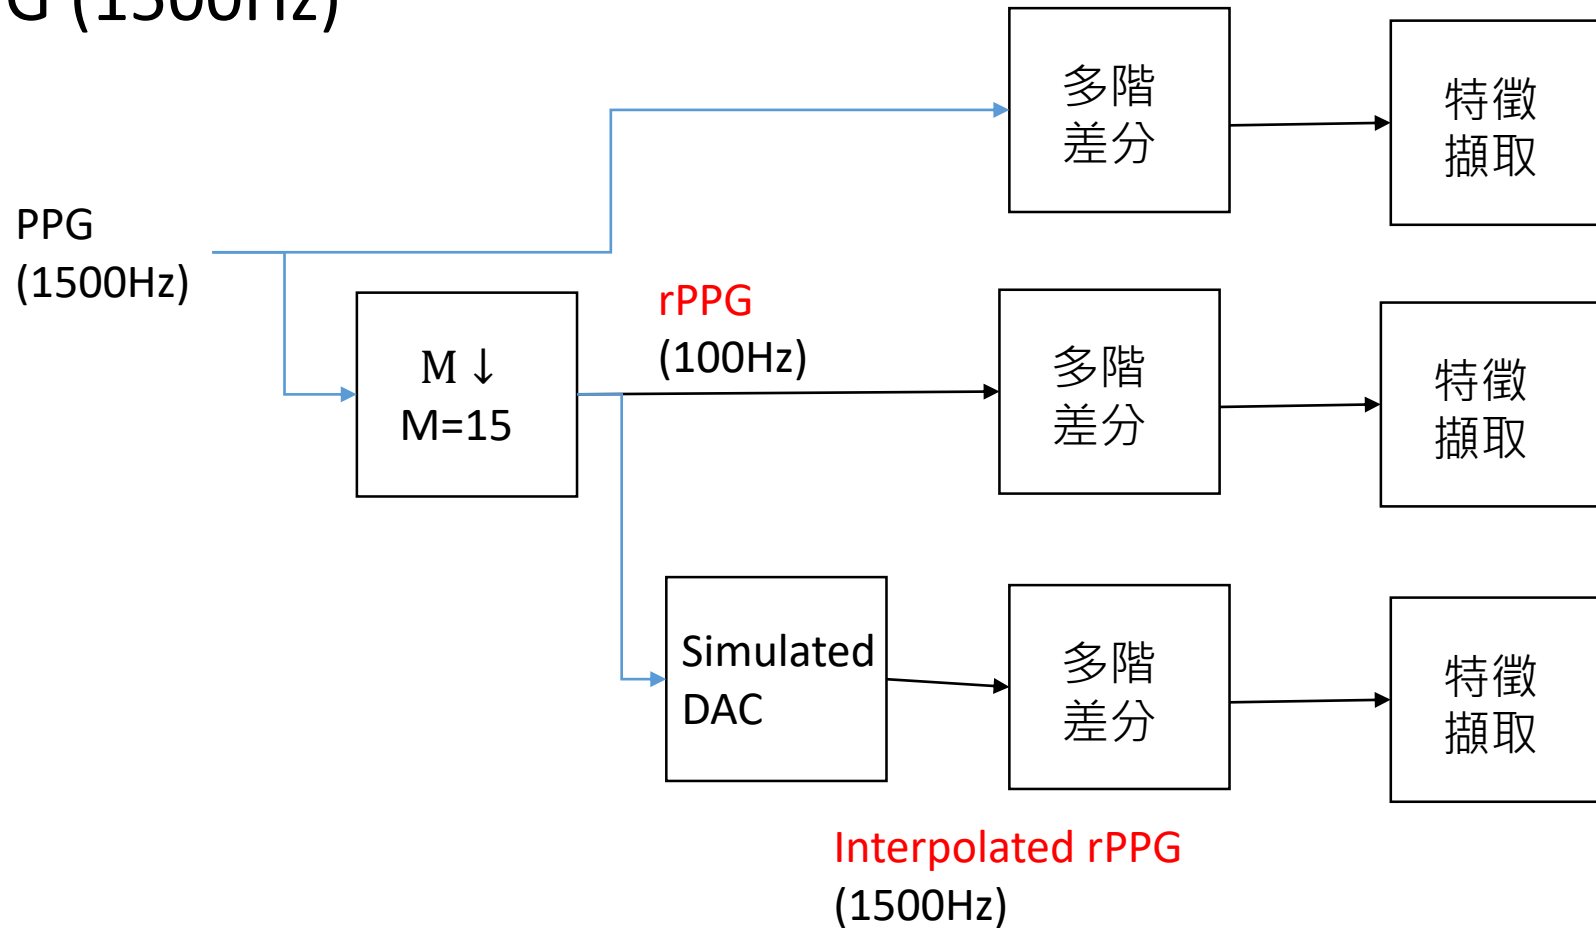 G (1500Hz)
多階
差分
特徵
擷取
PPG
(1500Hz)
M ↓
M=15
rPPG
(100Hz)
多階
差分
特徵
擷取
Simulated
DAC
多階
差分
特徵
擷取
Interpolated rPPG
(1500Hz)